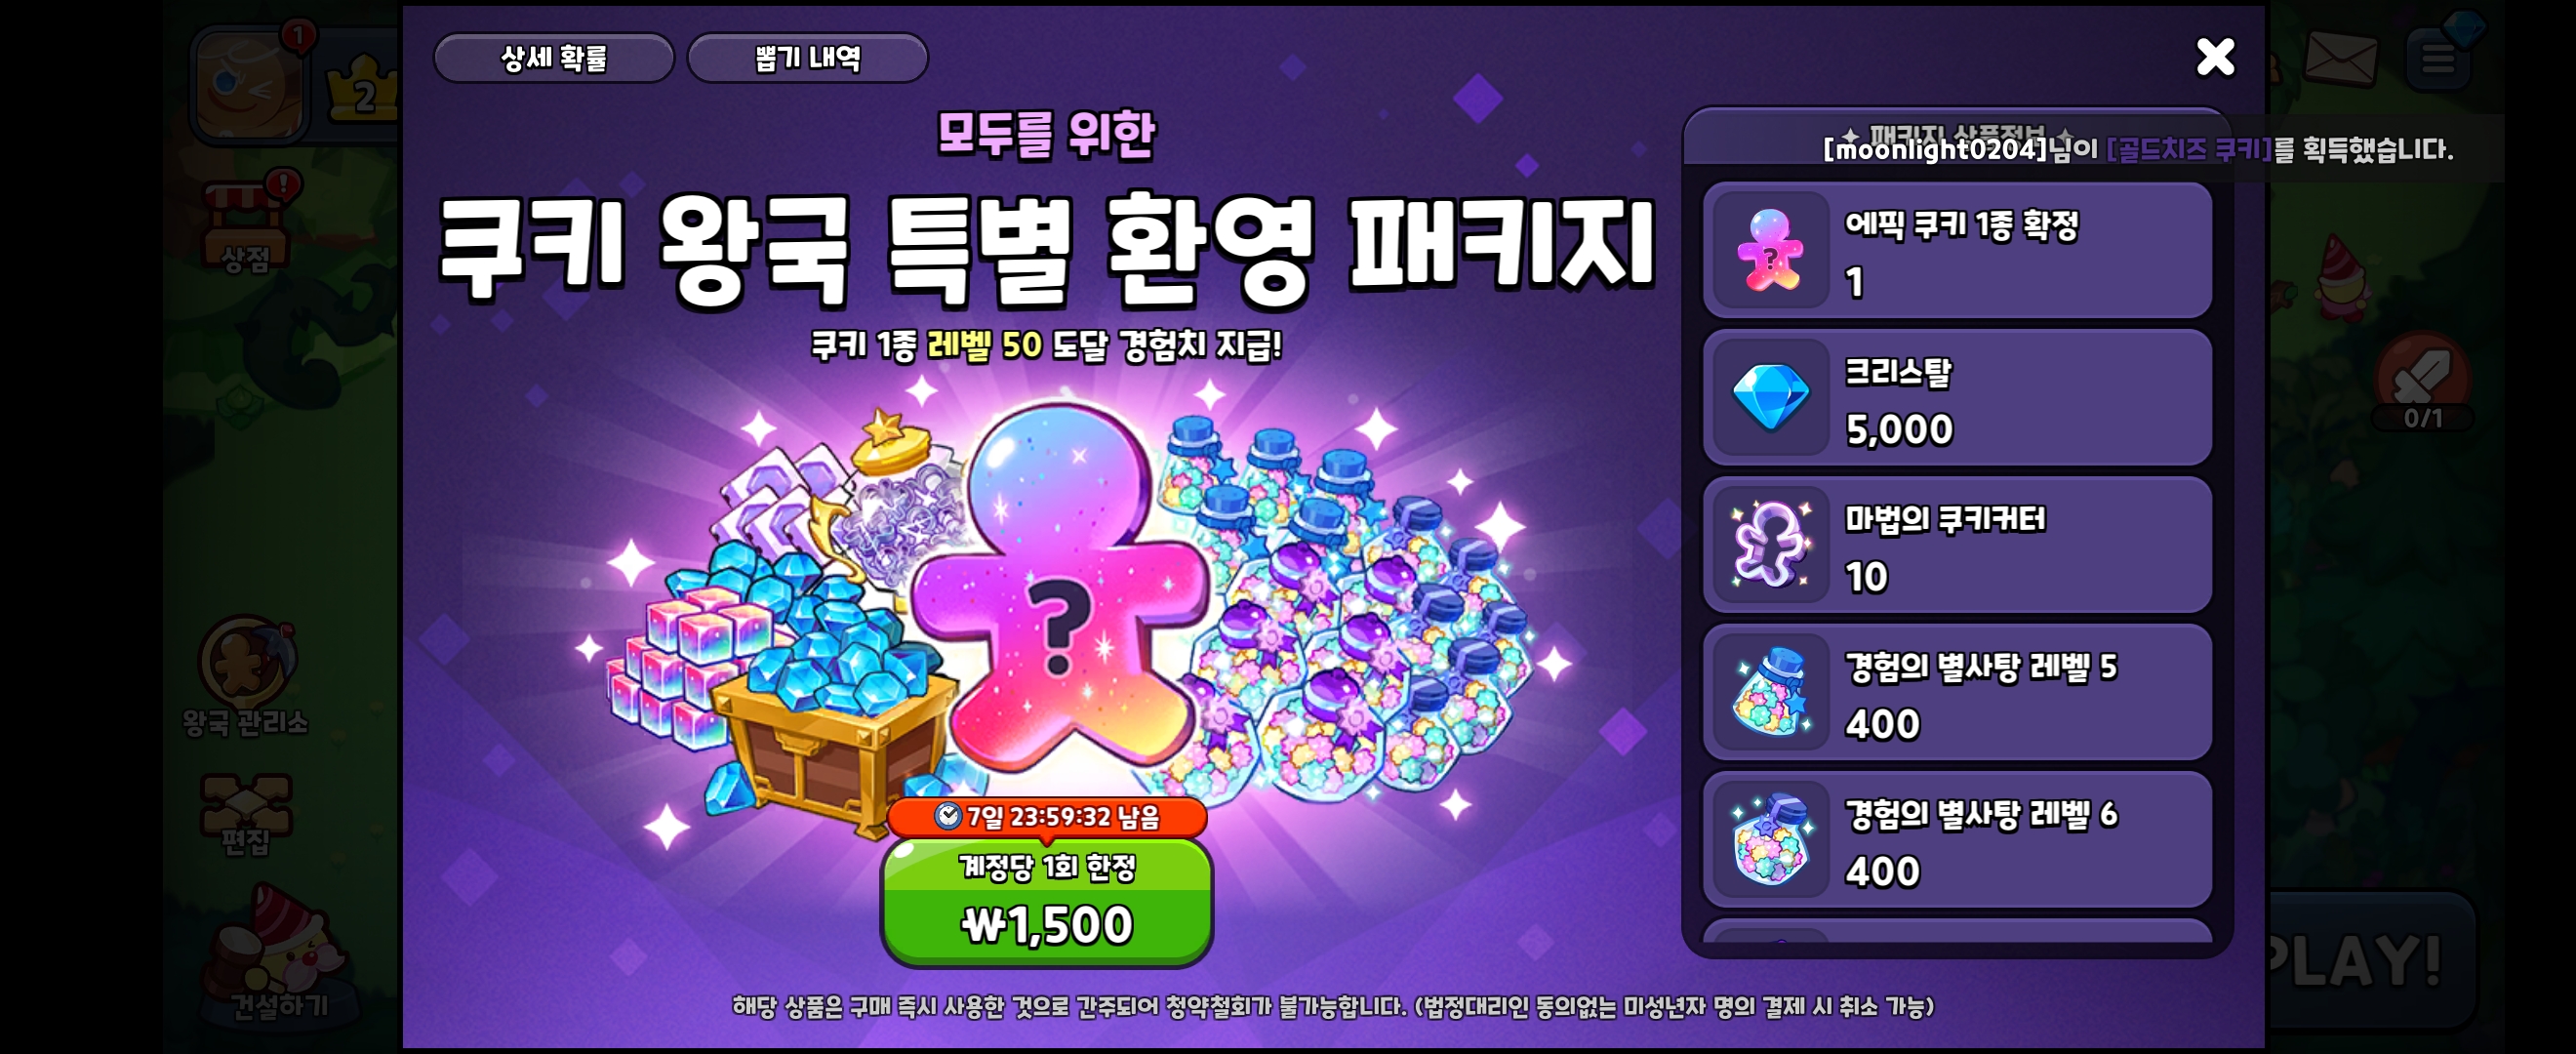 1
2
상세 확률
뽑기 내역
모두를 위한
쿠키 왕국 특별 환영 패키지
쿠키 1종 레벨 50 도달 경험치 지급!
패키지 상품정보
[moonlight0204]님이 [골드치즈 쿠키]를 획득했습니다.
에픽 쿠키 1종 확정
1
크리스탈
5,000
마법의 쿠키커터
10
경험의 별사탕 레벨 5
400
경험의 별사탕 레벨 6
400
?
?
7일 23:59:32 남음
계정당 1회 한정
₩1,500
해당 상품은 구매 즉시 사용한 것으로 간주되어 청약철회가 불가능합니다. (법정대리인 동의없는 미성년자 명의 결제 시 취소 가능)
!
상점
왕국 관리소
편집
건설하기
0/1
PLAY!